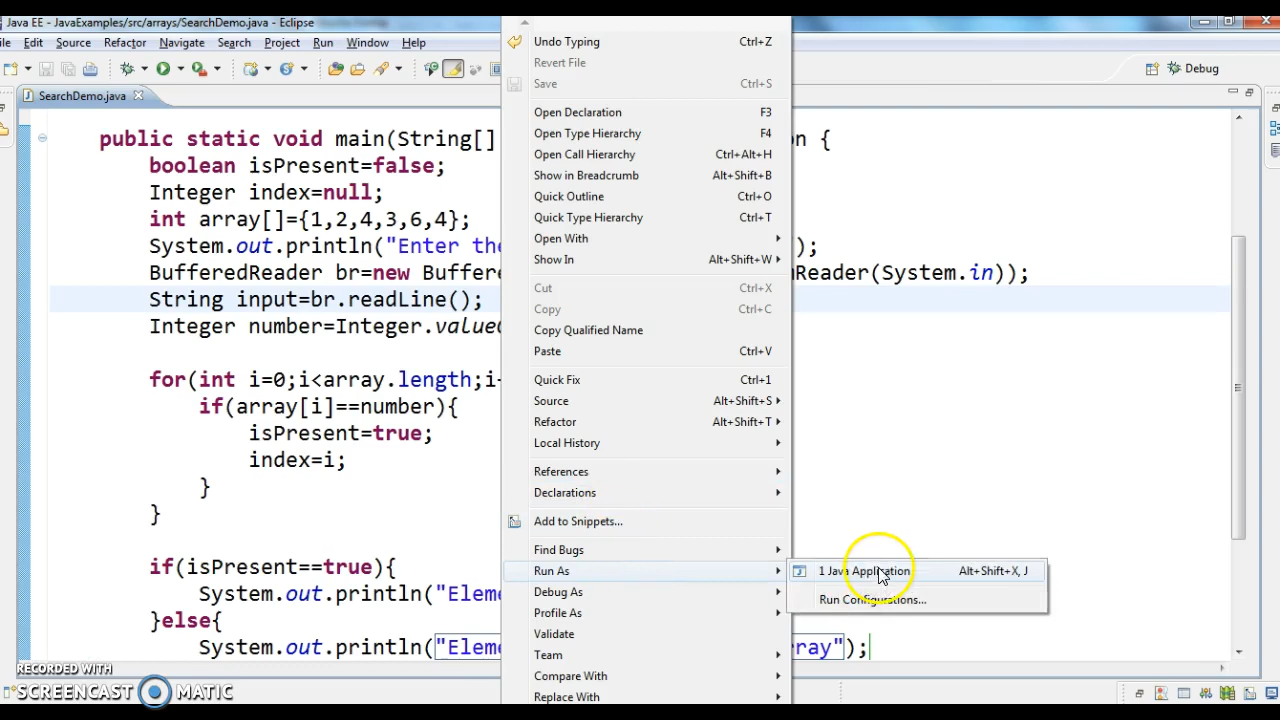 Java EE - JavaExamples/src/arrays/SearchDemo.java - Eclipse
Edit Source Refactor Navigate Search Project Run Window Help
Debug
SearchDemo.java
public static void main(String[] on {
boolean isPresent=false;
Integer index=null;
int array[]={1,2,4,3,6,4};
System.out.println("Enter the ");
BufferedReader br=new Buffere nReader(System.in));
String input=br.readLine();
Integer number=Integer.value
for(int i=0;i<array.length;i
if(array[i]==number){
isPresent=true;
index=i;
}
}
if(isPresent==true){
System.out.println("Eleme
}else{
System.out.println("Eleme rray");
Undo Typing Ctrl+Z
Revert File
Save Ctrl+S
Open Declaration F3
Open Type Hierarchy F4
Open Call Hierarchy Ctrl+Alt+H
Show in Breadcrumb Alt+Shift+B
Quick Outline Ctrl+O
Quick Type Hierarchy Ctrl+T
Open With
Show In Alt+Shift+W
Cut Ctrl+X
Copy Ctrl+C
Copy Qualified Name
Paste Ctrl+V
Quick Fix Ctrl+1
Source Alt+Shift+S
Refactor Alt+Shift+T
Local History
References
Declarations
Add to Snippets...
Find Bugs
Run As
Debug As
Profile As
Validate
Team
Compare With
Replace With
1 Java Application Alt+Shift+X, J
Run Configurations...
RECORDED WITH
SCREENCAST MATIC